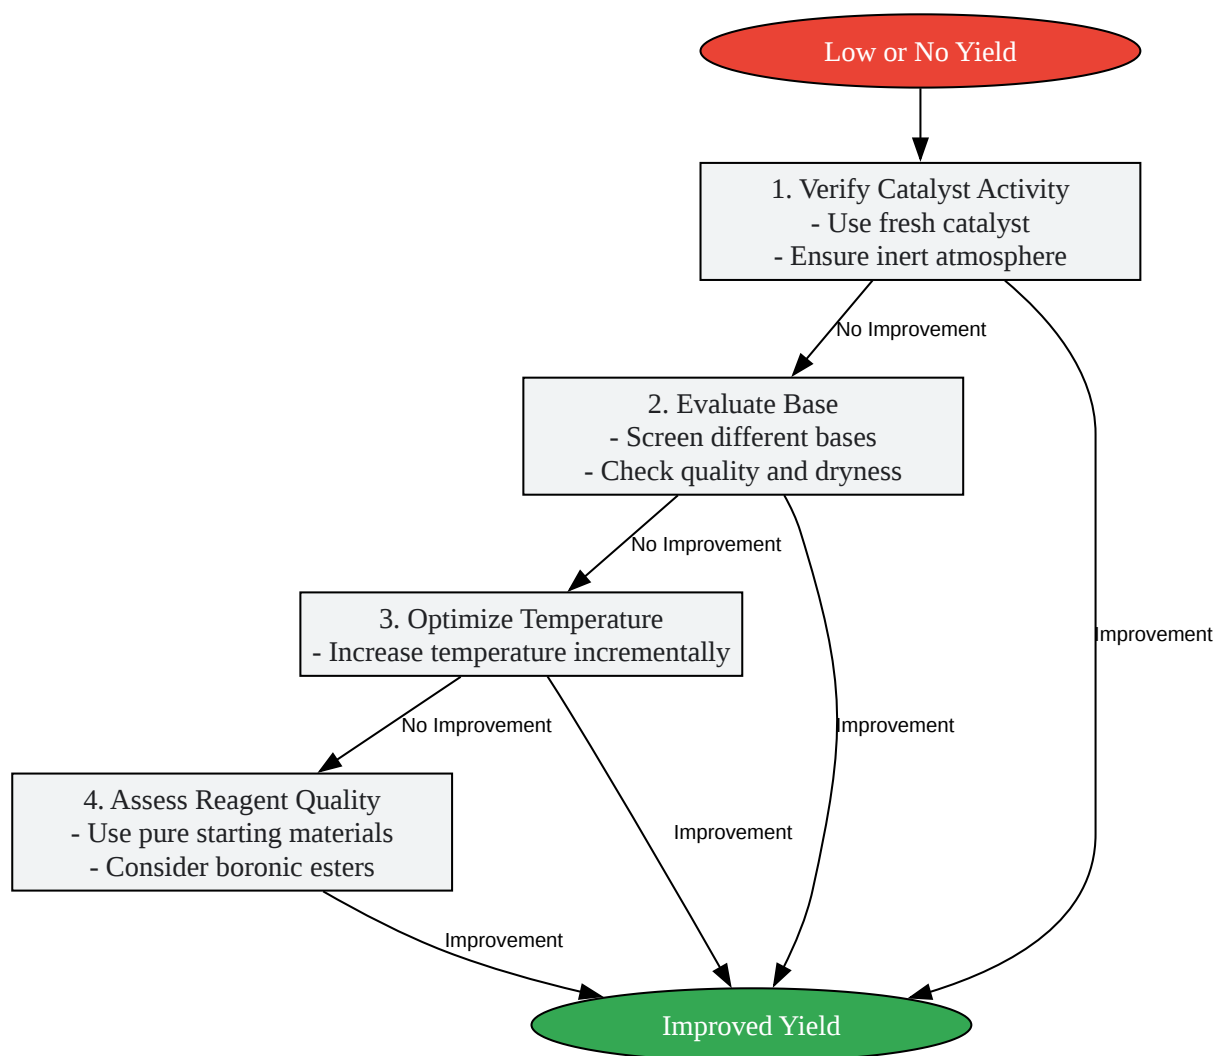 Low or No Yield
1. Verify Catalyst Activity
- Use fresh catalyst
- Ensure inert atmosphere
No Improvement
2. Evaluate Base
- Screen different bases
- Check quality and dryness
No Improvement
3. Optimize Temperature
- Increase temperature incrementally
Improvement
No Improvement
Improvement
4. Assess Reagent Quality
- Use pure starting materials
- Consider boronic esters
Improvement
Improvement
Improved Yield